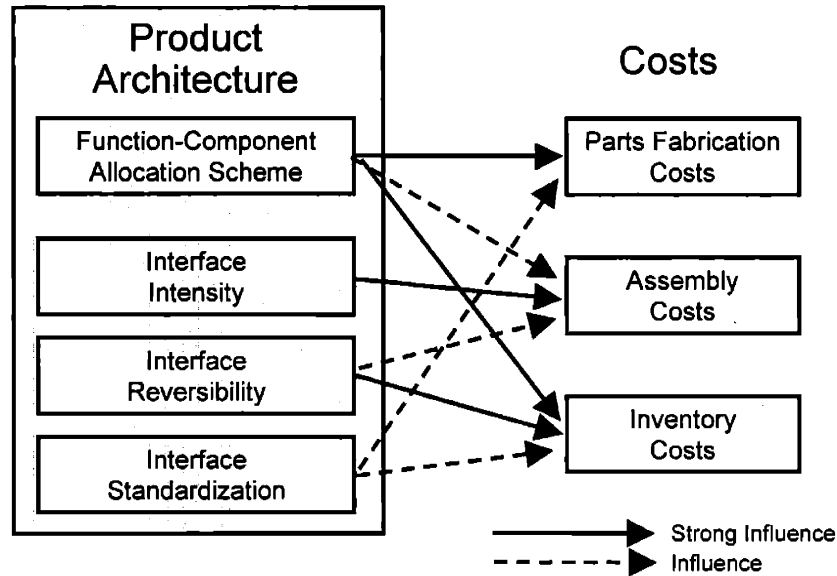 Product
Architecture
Costs
Function-Component
Allocation Scheme
Parts Fabrication
Costs
Interface
Intensity
Assembly
Costs
Interface
Reversibility
Inventory
Costs
Interface
Standardization
Strong Influence
Influence